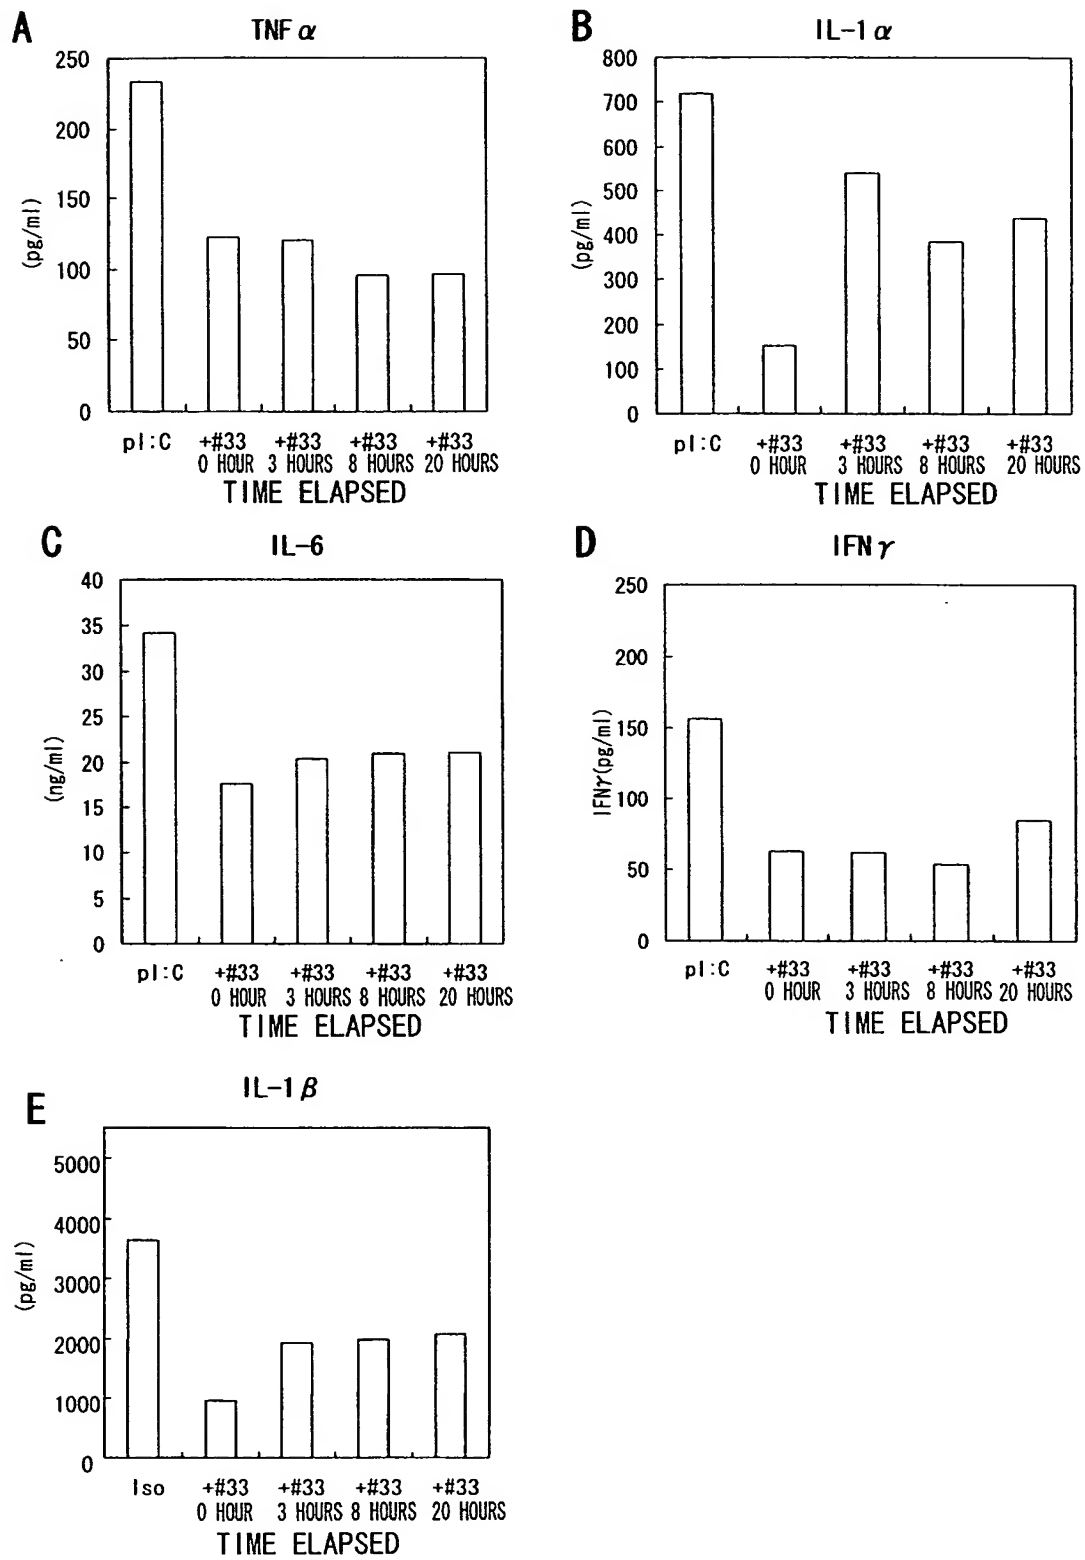 A
TNF α
250
200
150
100
50
0
(pg/ml)
pI:C
+#33
+#33
+#33
+#33
0 HOUR
3 HOURS
8 HOURS
20 HOURS
TIME ELAPSED
B
IL-1 α
800
700
600
500
400
300
200
100
0
(pg/ml)
pI:C
+#33
+#33
+#33
+#33
0 HOUR
3 HOURS
8 HOURS
20 HOURS
TIME ELAPSED
C
IL-6
40
35
30
25
20
15
10
5
0
(ng/ml)
pI:C
+#33
+#33
+#33
+#33
0 HOUR
3 HOURS
8 HOURS
20 HOURS
TIME ELAPSED
D
IFN γ
250
200
150
100
50
0
IFNγ(pg/ml)
pI:C
+#33
+#33
+#33
+#33
0 HOUR
3 HOURS
8 HOURS
20 HOURS
TIME ELAPSED
E
IL-1 β
5000
4000
3000
2000
1000
0
(pg/ml)
Iso
+#33
+#33
+#33
+#33
0 HOUR
3 HOURS
8 HOURS
20 HOURS
TIME ELAPSED